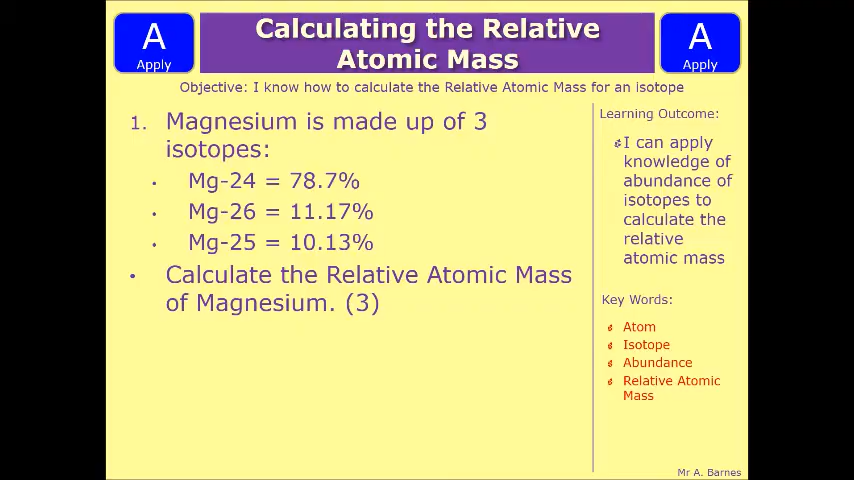 A
Apply
Calculating the Relative
Atomic Mass
A
Apply
Objective: I know how to calculate the Relative Atomic Mass for an isotope
1. Magnesium is made up of 3
isotopes:
• Mg-24 = 78.7%
• Mg-26 = 11.17%
• Mg-25 = 10.13%
• Calculate the Relative Atomic Mass
of Magnesium. (3)
Learning Outcome:
I can apply
knowledge of
abundance of
isotopes to
calculate the
relative
atomic mass
Key Words:
Atom
Isotope
Abundance
Relative Atomic
Mass
Mr A. Barnes